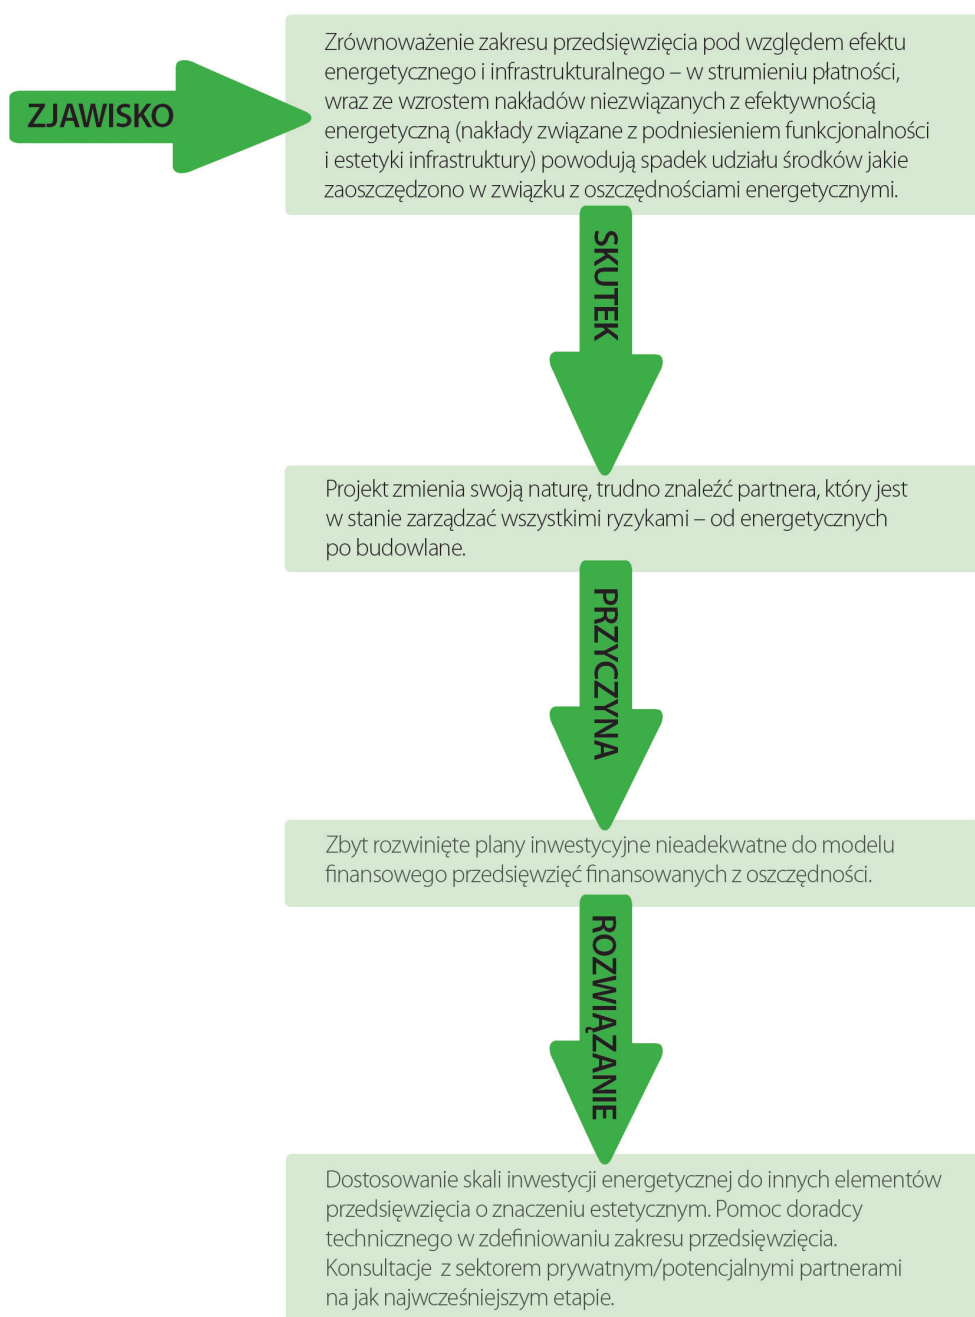 ZJAWISKO
Zrównoważenie zakresu przedsięwzięcia pod względem efektu
energetycznego i infrastrukturalnego – w strumieniu płatności,
wraz ze wzrostem nakładów niezwiązanych z efektywnością
energetyczną (nakłady związane z podniesieniem funkcjonalności
i estetyki infrastruktury) powodują spadek udziału środków jakie
zaoszczędzono w związku z oszczędnościami energetycznymi.
SKUTEK
Projekt zmienia swoją naturę, trudno znaleźć partnera, który jest
w stanie zarządzać wszystkimi ryzykami – od energetycznych
po budowlane.
PRZYCZYNA
Zbyt rozwinięte plany inwestycyjne nieadekwatne do modelu
finansowego przedsięwzięć finansowanych z oszczędności.
ROZWIĄZANIE
Dostosowanie skali inwestycji energetycznej do innych elementów
przedsięwzięcia o znaczeniu estetycznym. Pomoc doradcy
technicznego w zdefiniowaniu zakresu przedsięwzięcia.
Konsultacje z sektorem prywatnym/potencjalnymi partnerami
na jak najwcześniejszym etapie.